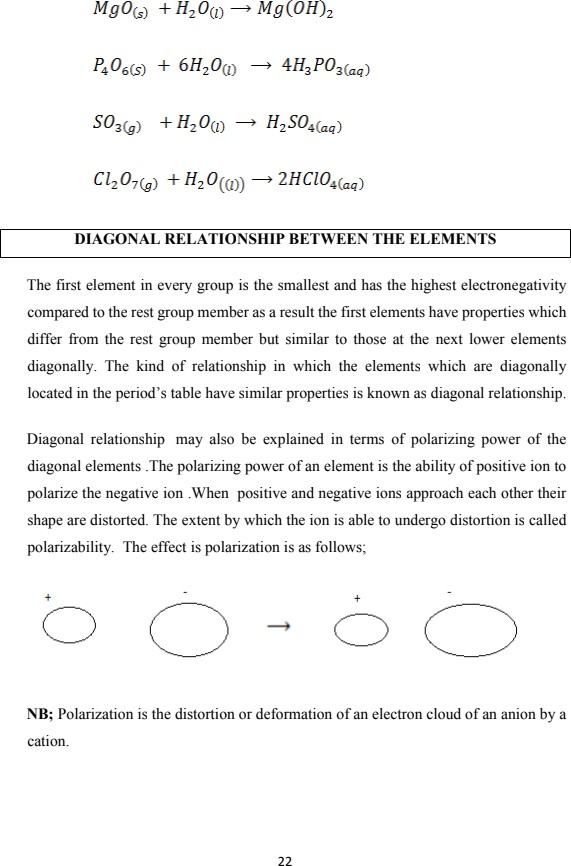 MgO(s) + H₂O(l) ⟶ Mg(OH)₂
P₄O₆(S) + 6H₂O(l) ⟶ 4H₃PO₃(aq)
SO₃(g) + H₂O(l) ⟶ H₂SO₄(aq)
Cl₂O₇(g) + H₂O((l)) ⟶ 2HClO₄(aq)
DIAGONAL RELATIONSHIP BETWEEN THE ELEMENTS
The first element in every group is the smallest and has the highest electronegativity
compared to the rest group member as a result the first elements have properties which
differ from the rest group member but similar to those at the next lower elements
diagonally. The kind of relationship in which the elements which are diagonally
located in the period's table have similar properties is known as diagonal relationship.
Diagonal relationship may also be explained in terms of polarizing power of the
diagonal elements .The polarizing power of an element is the ability of positive ion to
polarize the negative ion .When positive and negative ions approach each other their
shape are distorted. The extent by which the ion is able to undergo distortion is called
polarizability. The effect is polarization is as follows;
+ - ⟶ + -
NB; Polarization is the distortion or deformation of an electron cloud of an anion by a
cation.
22